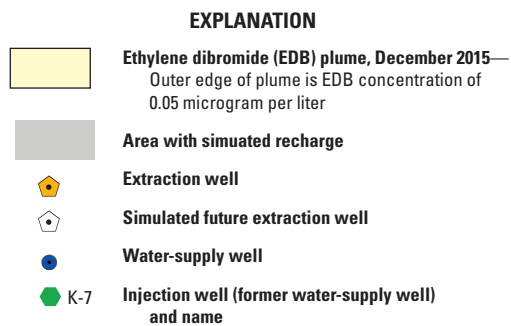 EXPLANATION
Ethylene dibromide (EDB) plume, December 2015—
Outer edge of plume is EDB concentration of
0.05 microgram per liter
Area with simuated recharge
Extraction well
Simulated future extraction well
Water-supply well
K-7 Injection well (former water-supply well)
and name